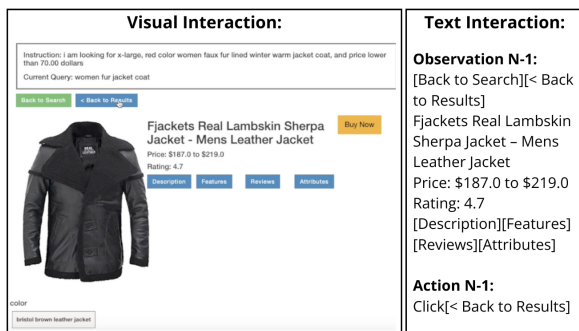 Visual Interaction:
Instruction: i am looking for x-large, red color women faux fur lined winter warm jacket coat, and price lower
than 70.00 dollars
Current Query: women fur jacket coat
Back to Search
< Back to Results
Fjackets Real Lambskin Sherpa
Jacket - Mens Leather Jacket
Buy Now
Price: $187.0 to $219.0
Rating: 4.7
Description
Features
Reviews
Attributes
color
bristol brown leather jacket
Text Interaction:
Observation N-1:
[Back to Search][< Back
to Results]
Fjackets Real Lambskin
Sherpa Jacket – Mens
Leather Jacket
Price: $187.0 to $219.0
Rating: 4.7
[Description][Features]
[Reviews][Attributes]
Action N-1:
Click[< Back to Results]